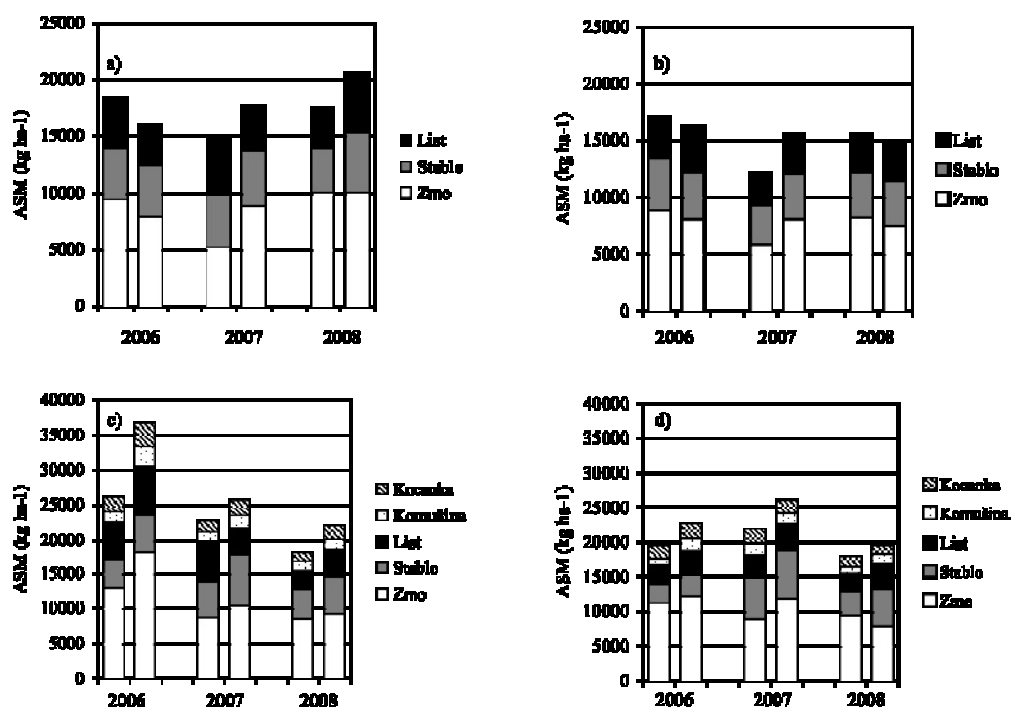 25000
a)
20000
15000
10000
5000
0
ASM (kg ha-1)
List
Stablo
Zrno
2006 2007 2008
25000
b)
20000
15000
10000
5000
0
ASM (kg ha-1)
List
Stablo
Zrno
2006 2007 2008
40000
c)
35000
30000
25000
20000
15000
10000
5000
0
ASM (kg ha-1)
Kocanka
Komušina
List
Stablo
Zrno
2006 2007 2008
40000
d)
35000
30000
25000
20000
15000
10000
5000
0
ASM (kg ha-1)
Kocanka
Komušina
List
Stablo
Zrno
2006 2007 2008